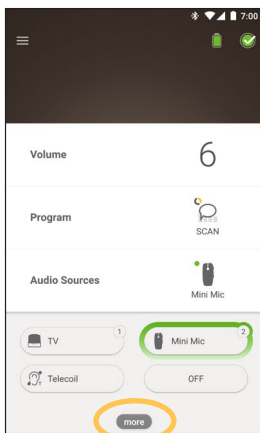 7:00
Volume 6
Program
SCAN
Audio Sources
Mini Mic
TV 1 Mini Mic 2
Telecoil OFF
more